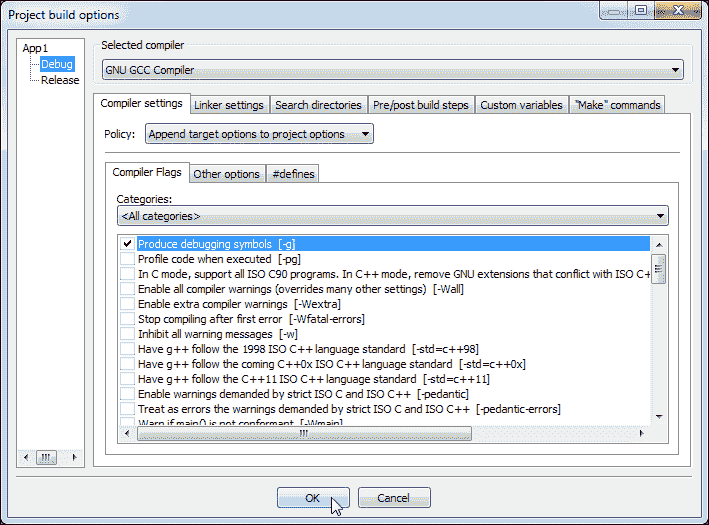 Project build options
App1
Debug
Release
Selected compiler
GNU GCC Compiler
Compiler settings Linker settings Search directories Pre/post build steps Custom variables "Make" commands
Policy: Append target options to project options
Compiler Flags Other options #defines
Categories:
<All categories>
Produce debugging symbols [-g]
Profile code when executed [-pg]
In C mode, support all ISO C90 programs. In C++ mode, remove GNU extensions that conflict with ISO C+
Enable all compiler warnings (overrides many other settings) [-Wall]
Enable extra compiler warnings [-Wextra]
Stop compiling after first error [-Wfatal-errors]
Inhibit all warning messages [-w]
Have g++ follow the 1998 ISO C++ language standard [-std=c++98]
Have g++ follow the coming C++0x ISO C++ language standard [-std=c++0x]
Have g++ follow the C++11 ISO C++ language standard [-std=c++11]
Enable warnings demanded by strict ISO C and ISO C++ [-pedantic]
Treat as errors the warnings demanded by strict ISO C and ISO C++ [-pedantic-errors]
Warn if main() is not conformant [-Wmain]
OK Cancel